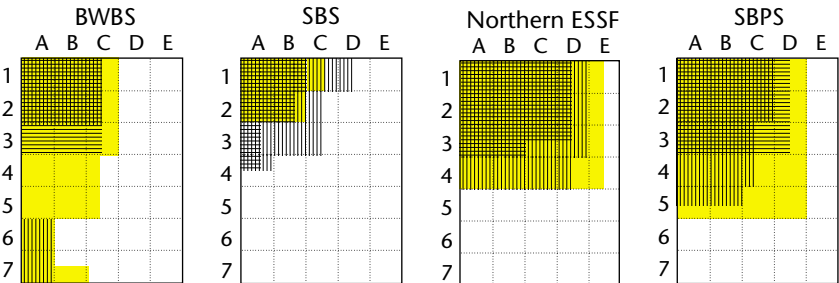 BWBS SBS Northern ESSF SBPS
A B C D E A B C D E A B C D E A B C D E
1 1 1 1
2 2 2 2
3 3 3 3
4 4 4 4
5 5 5 5
6 6 6 6
7 7 7 7